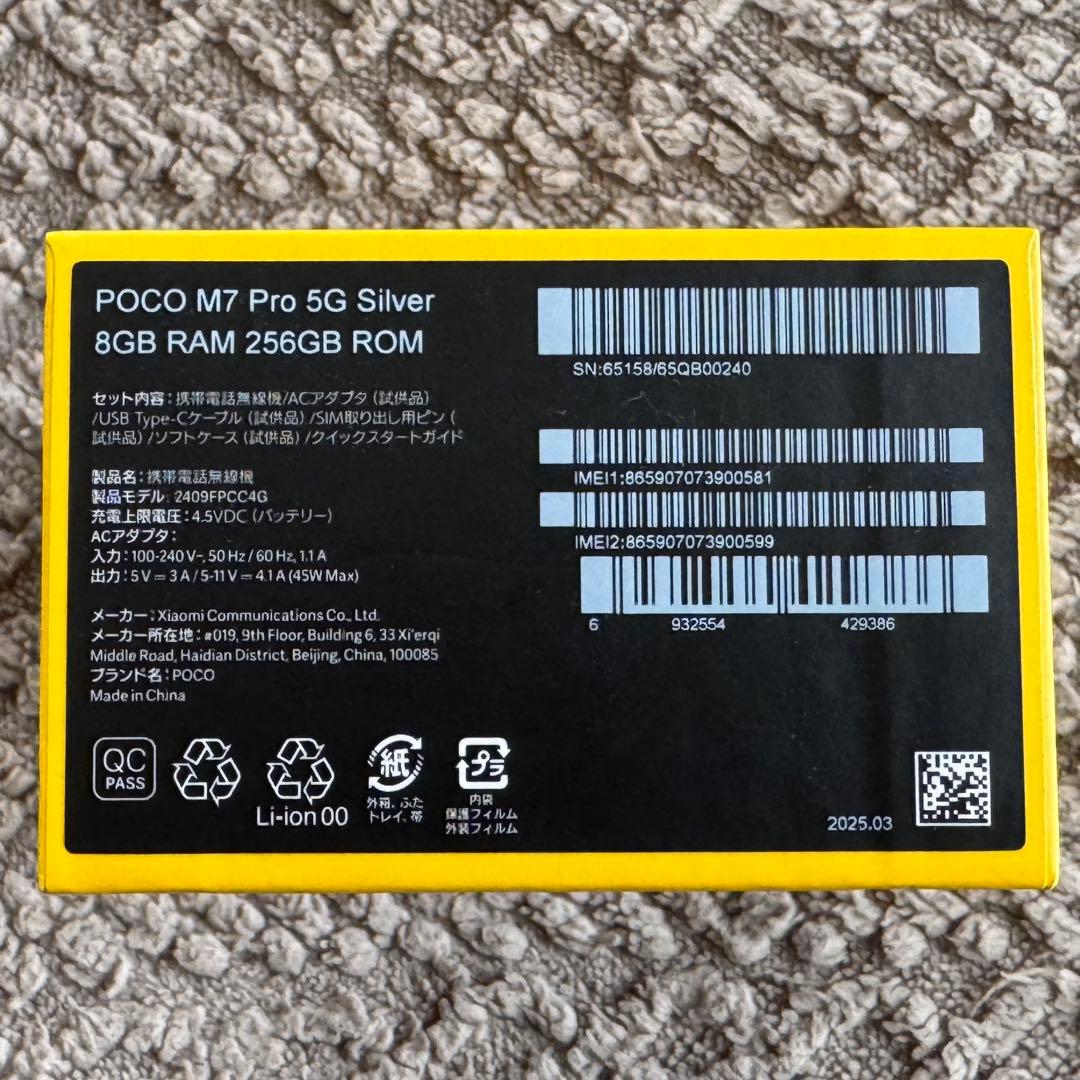 POCO M7 Pro 5G Silver
8GB RAM 256GB ROM
セット内容：携帯電話無線機/ACアダプタ（試供品）
/USB Type-Cケーブル（試供品）/SIM取り出し用ピン（
試供品）/ソフトケース（試供品）/クイックスタートガイド
製品名：携帯電話無線機
製品モデル: 2409FPCC4G
充電上限電圧：4.5VDC（バッテリー）
ACアダプタ：
入力：100-240 V~, 50 Hz / 60 Hz, 1.1 A
出力：5 V⎓3 A / 5-11 V⎓4.1 A (45W Max)
メーカー：Xiaomi Communications Co., Ltd.
メーカー所在地：#019, 9th Floor, Building 6, 33 Xi'erqi
Middle Road, Haidian District, Beijing, China, 100085
ブランド名：POCO
Made in China
QC
PASS
Li-ion 00
紙
外箱、ふた
トレイ、帯
プラ
内袋
保護フィルム
外装フィルム
SN:65158/65QB00240
IMEI1:865907073900581
IMEI2:865907073900599
6 932554 429386
2025.03